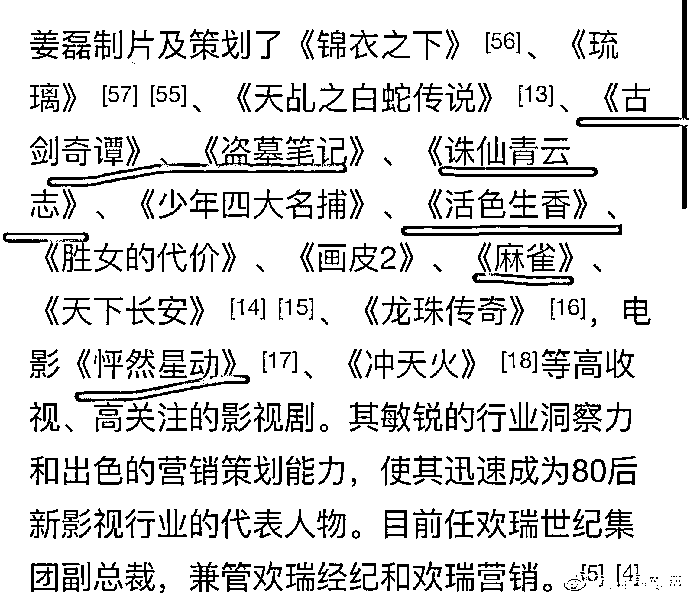 姜磊制片及策划了《锦衣之下》[56]、《琉
璃》[57] [55]、《天乩之白蛇传说》[13]、《古
剑奇谭》、《盗墓笔记》、《诛仙青云
志》、《少年四大名捕》、《活色生香》、
《胜女的代价》、《画皮2》、《麻雀》、
《天下长安》[14] [15]、《龙珠传奇》[16]，电
影《怦然星动》[17]、《冲天火》[18]等高收
视、高关注的影视剧。其敏锐的行业洞察力
和出色的营销策划能力，使其迅速成为80后
新影视行业的代表人物。目前任欢瑞世纪集
团副总裁，兼管欢瑞经纪和欢瑞营销。[5] [4]